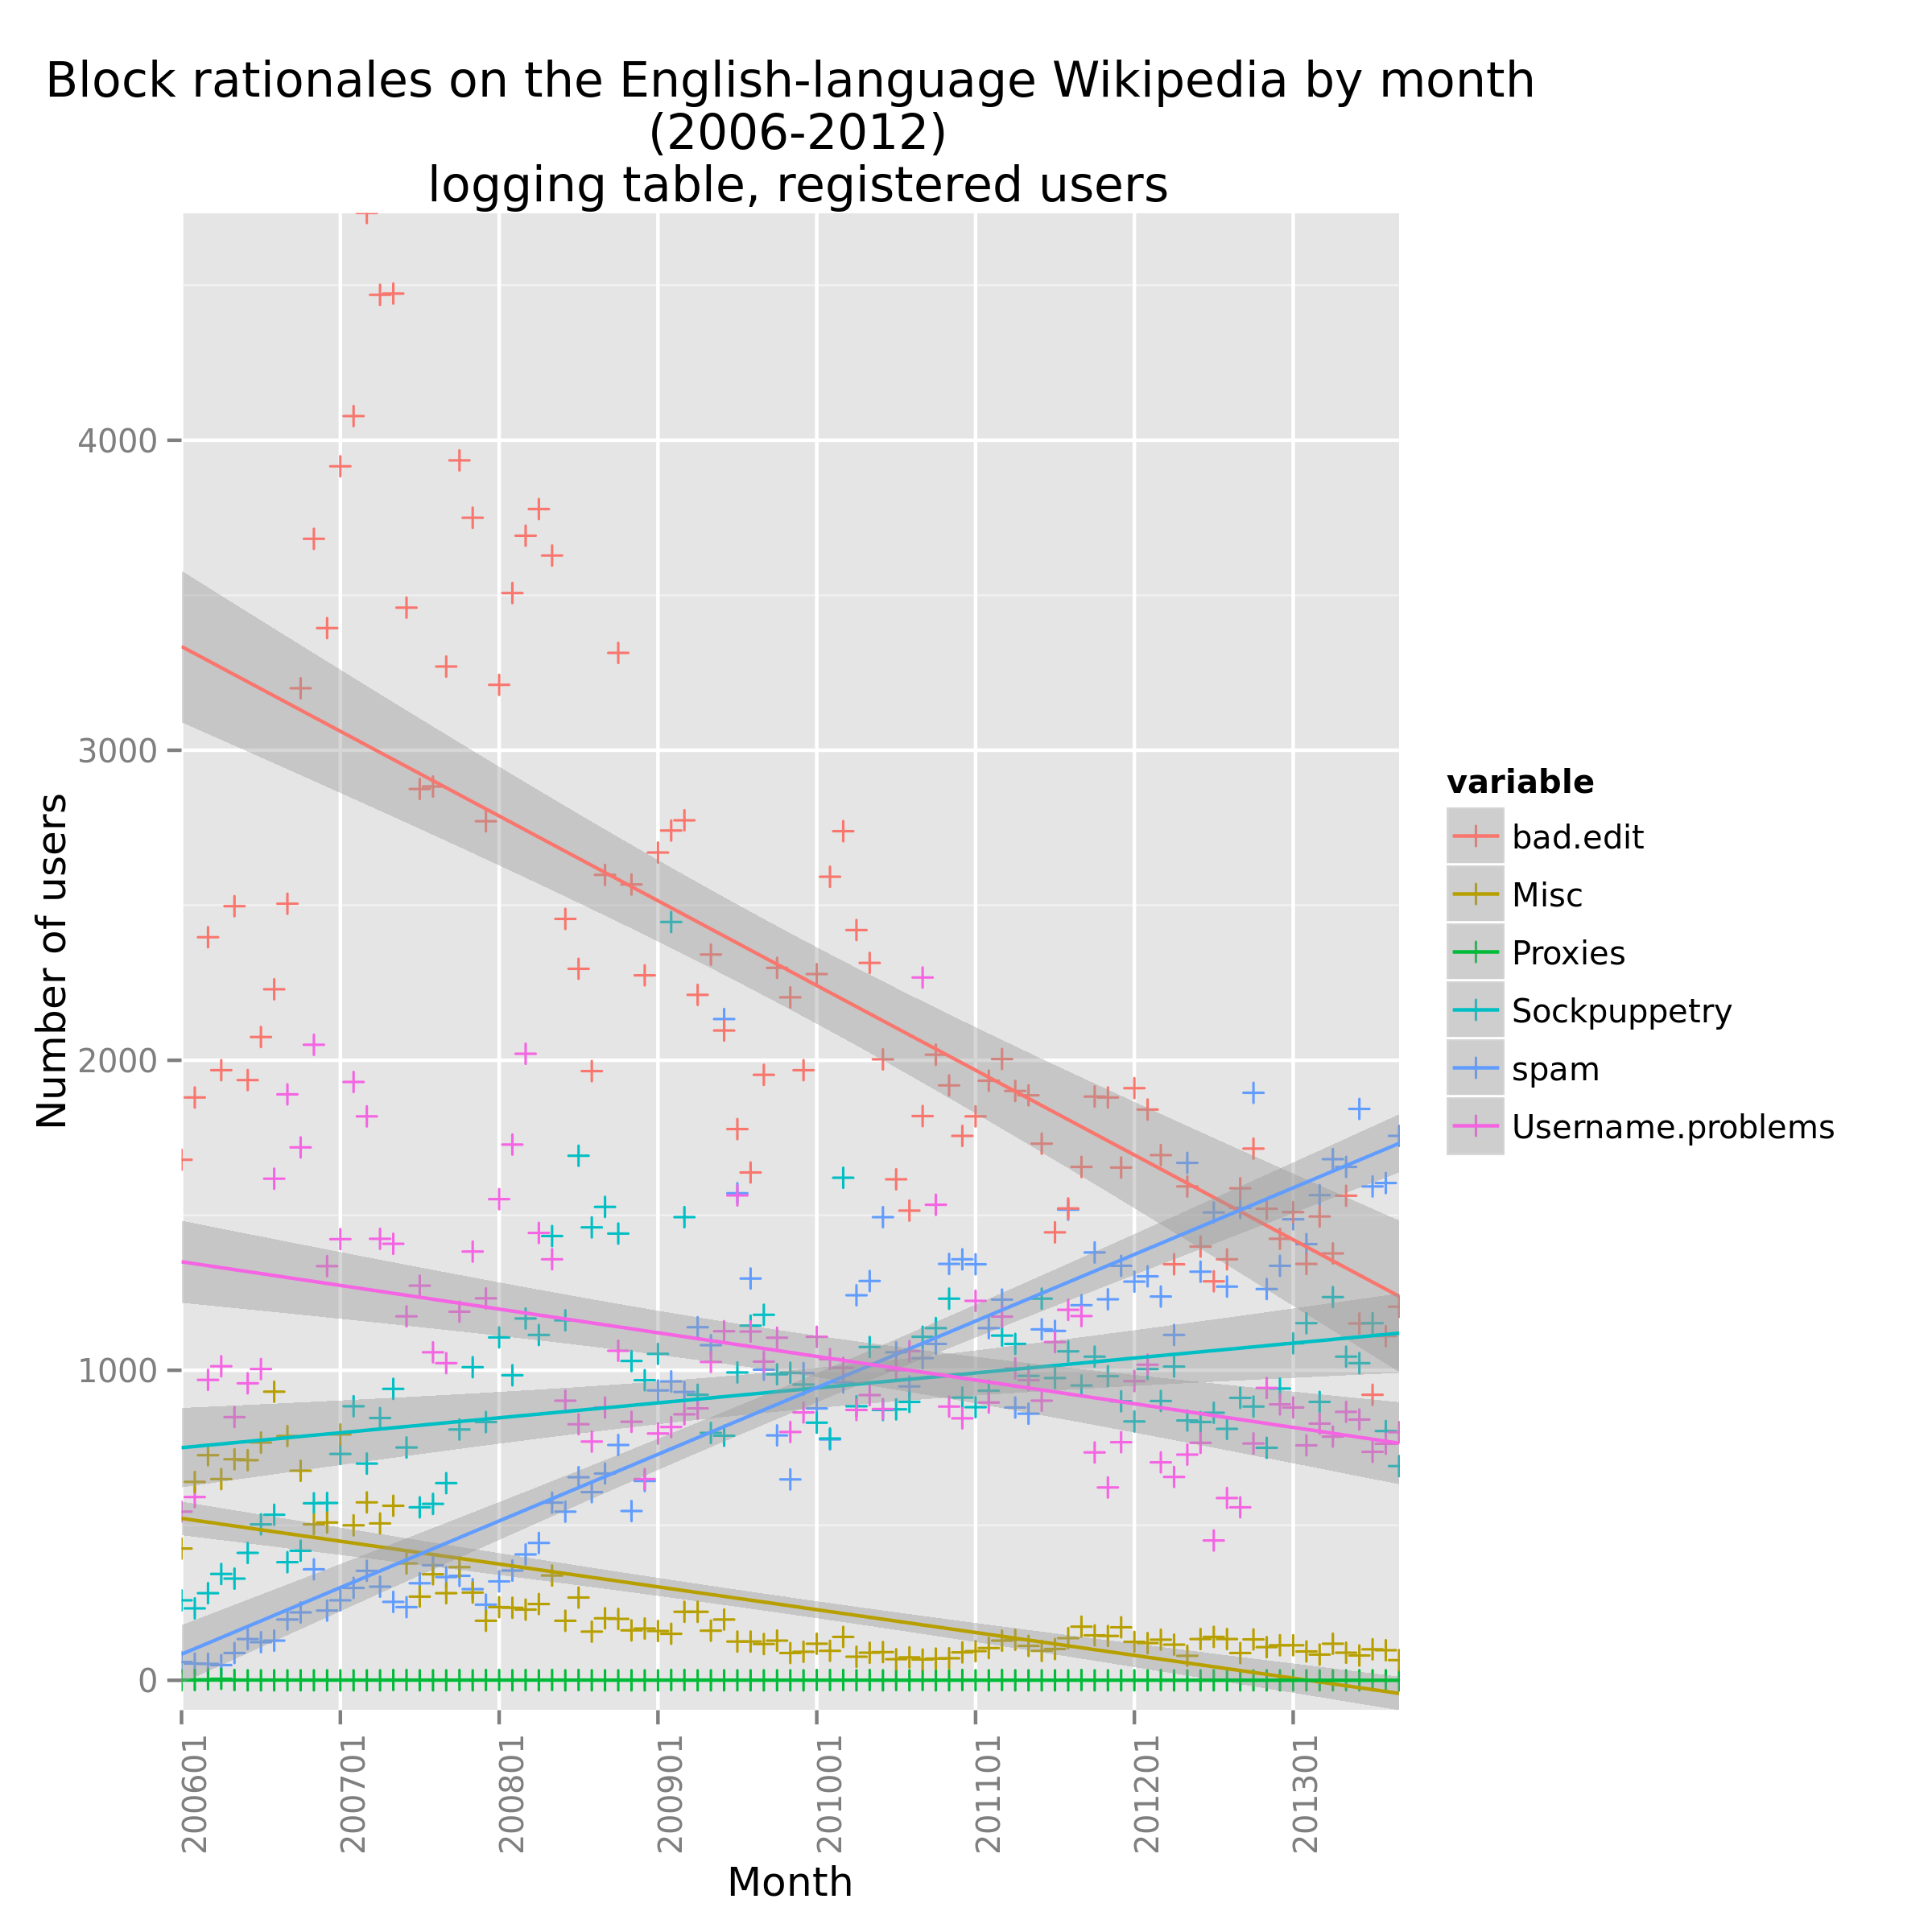 Block rationales on the English-language Wikipedia by month
(2006-2012)
logging table, registered users
Number of users
4000
3000
2000
1000
0
200601
200701
200801
200901
201001
201101
201201
201301
Month
variable
bad.edit
Misc
Proxies
Sockpuppetry
spam
Username.problems